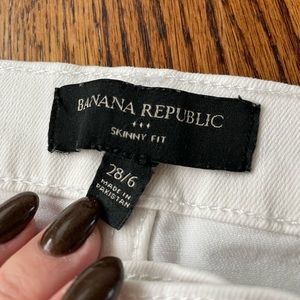 BANANA REPUBLIC
SKINNY FIT
28/6
MADE IN
PAKISTAN